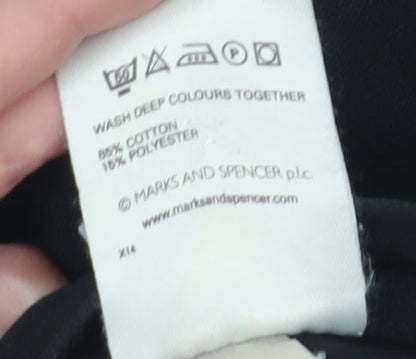 P
WASH DEEP COLOURS TOGETHER
85% COTTON
15% POLYESTER
© MARKS AND SPENCER p.l.c.
www.marksandspencer.com
X14